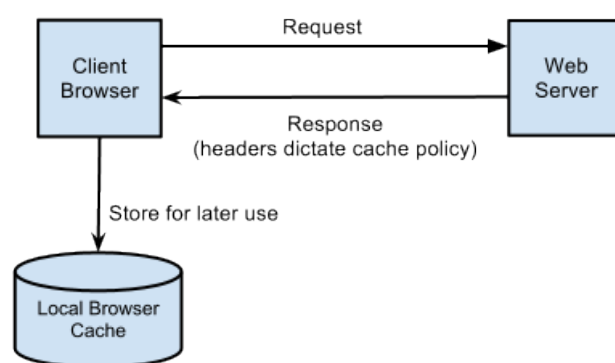 Request
Client
Browser
Web
Server
Response
(headers dictate cache policy)
Store for later use
Local Browser
Cache